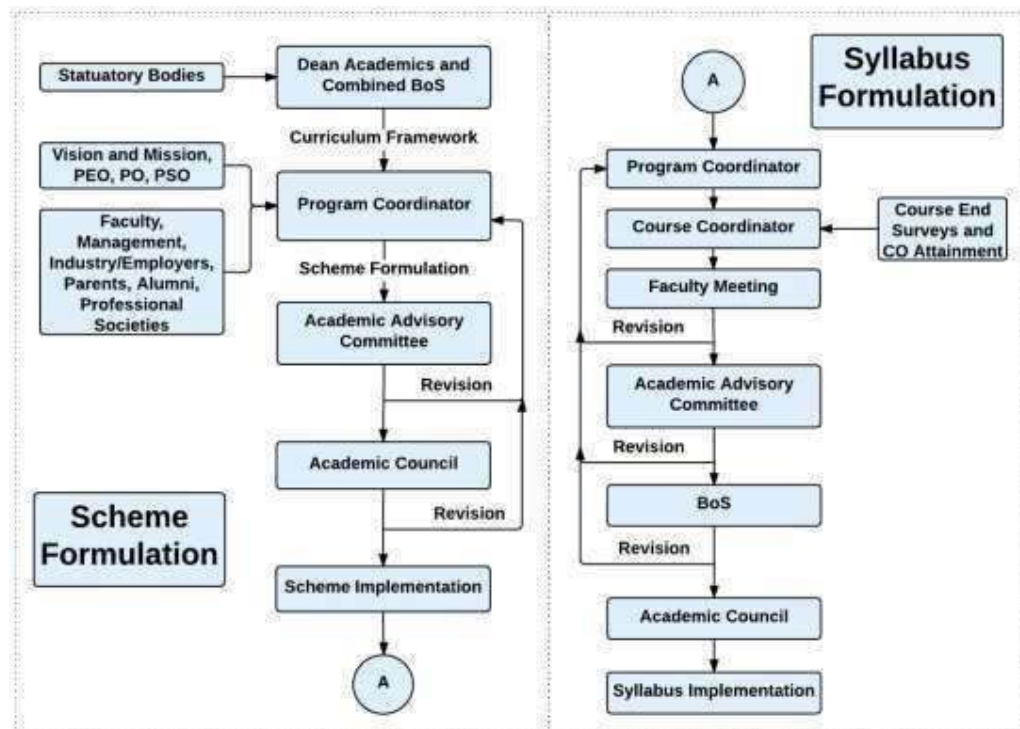 Statuatory Bodies
Dean Academics and
Combined BoS
Curriculum Framework
Vision and Mission,
PEO, PO, PSO
Program Coordinator
Faculty,
Management,
Industry/Employers,
Parents, Alumni,
Professional
Societies
Scheme Formulation
Academic Advisory
Committee
Revision
Academic Council
Revision
Scheme
Formulation
Scheme Implementation
A
Syllabus
Formulation
A
Program Coordinator
Course Coordinator
Course End
Surveys and
CO Attainment
Faculty Meeting
Revision
Academic Advisory
Committee
Revision
BoS
Revision
Academic Council
Syllabus Implementation